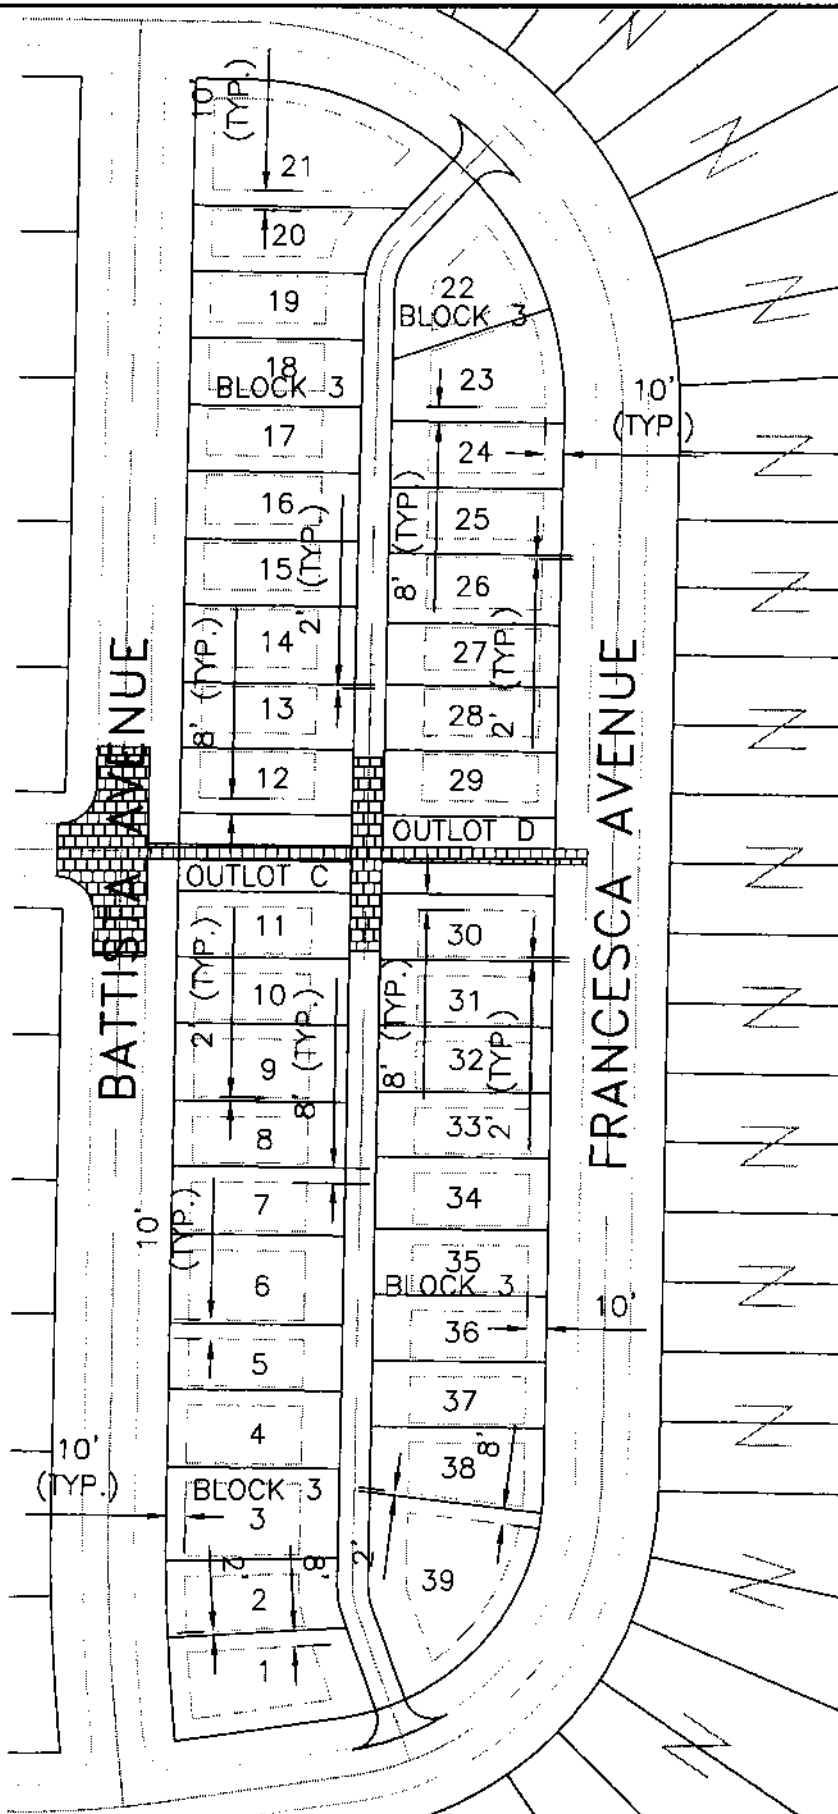 10'
(TYP.)
21
20
19
18
BLOCK 3
17
16
15
2'
(TYP.)
14
8'
(TYP.)
13
12
22
BLOCK 3
23
10'
(TYP.)
24
25
8'
(TYP.)
26
27
2'
(TYP.)
28
29
OUTLOT D
OUTLOT C
BATTISTA AVENUE
FRANCESCA AVENUE
11
10
2'
(TYP.)
9
8'
(TYP.)
8
7
10'
(TYP.)
6
5
4
10'
(TYP.)
BLOCK 3
3
2'
8'
2
1
30
31
8'
(TYP.)
32
2'
(TYP.)
33
34
35
BLOCK 3
36
10'
37
38
8'
2'
39